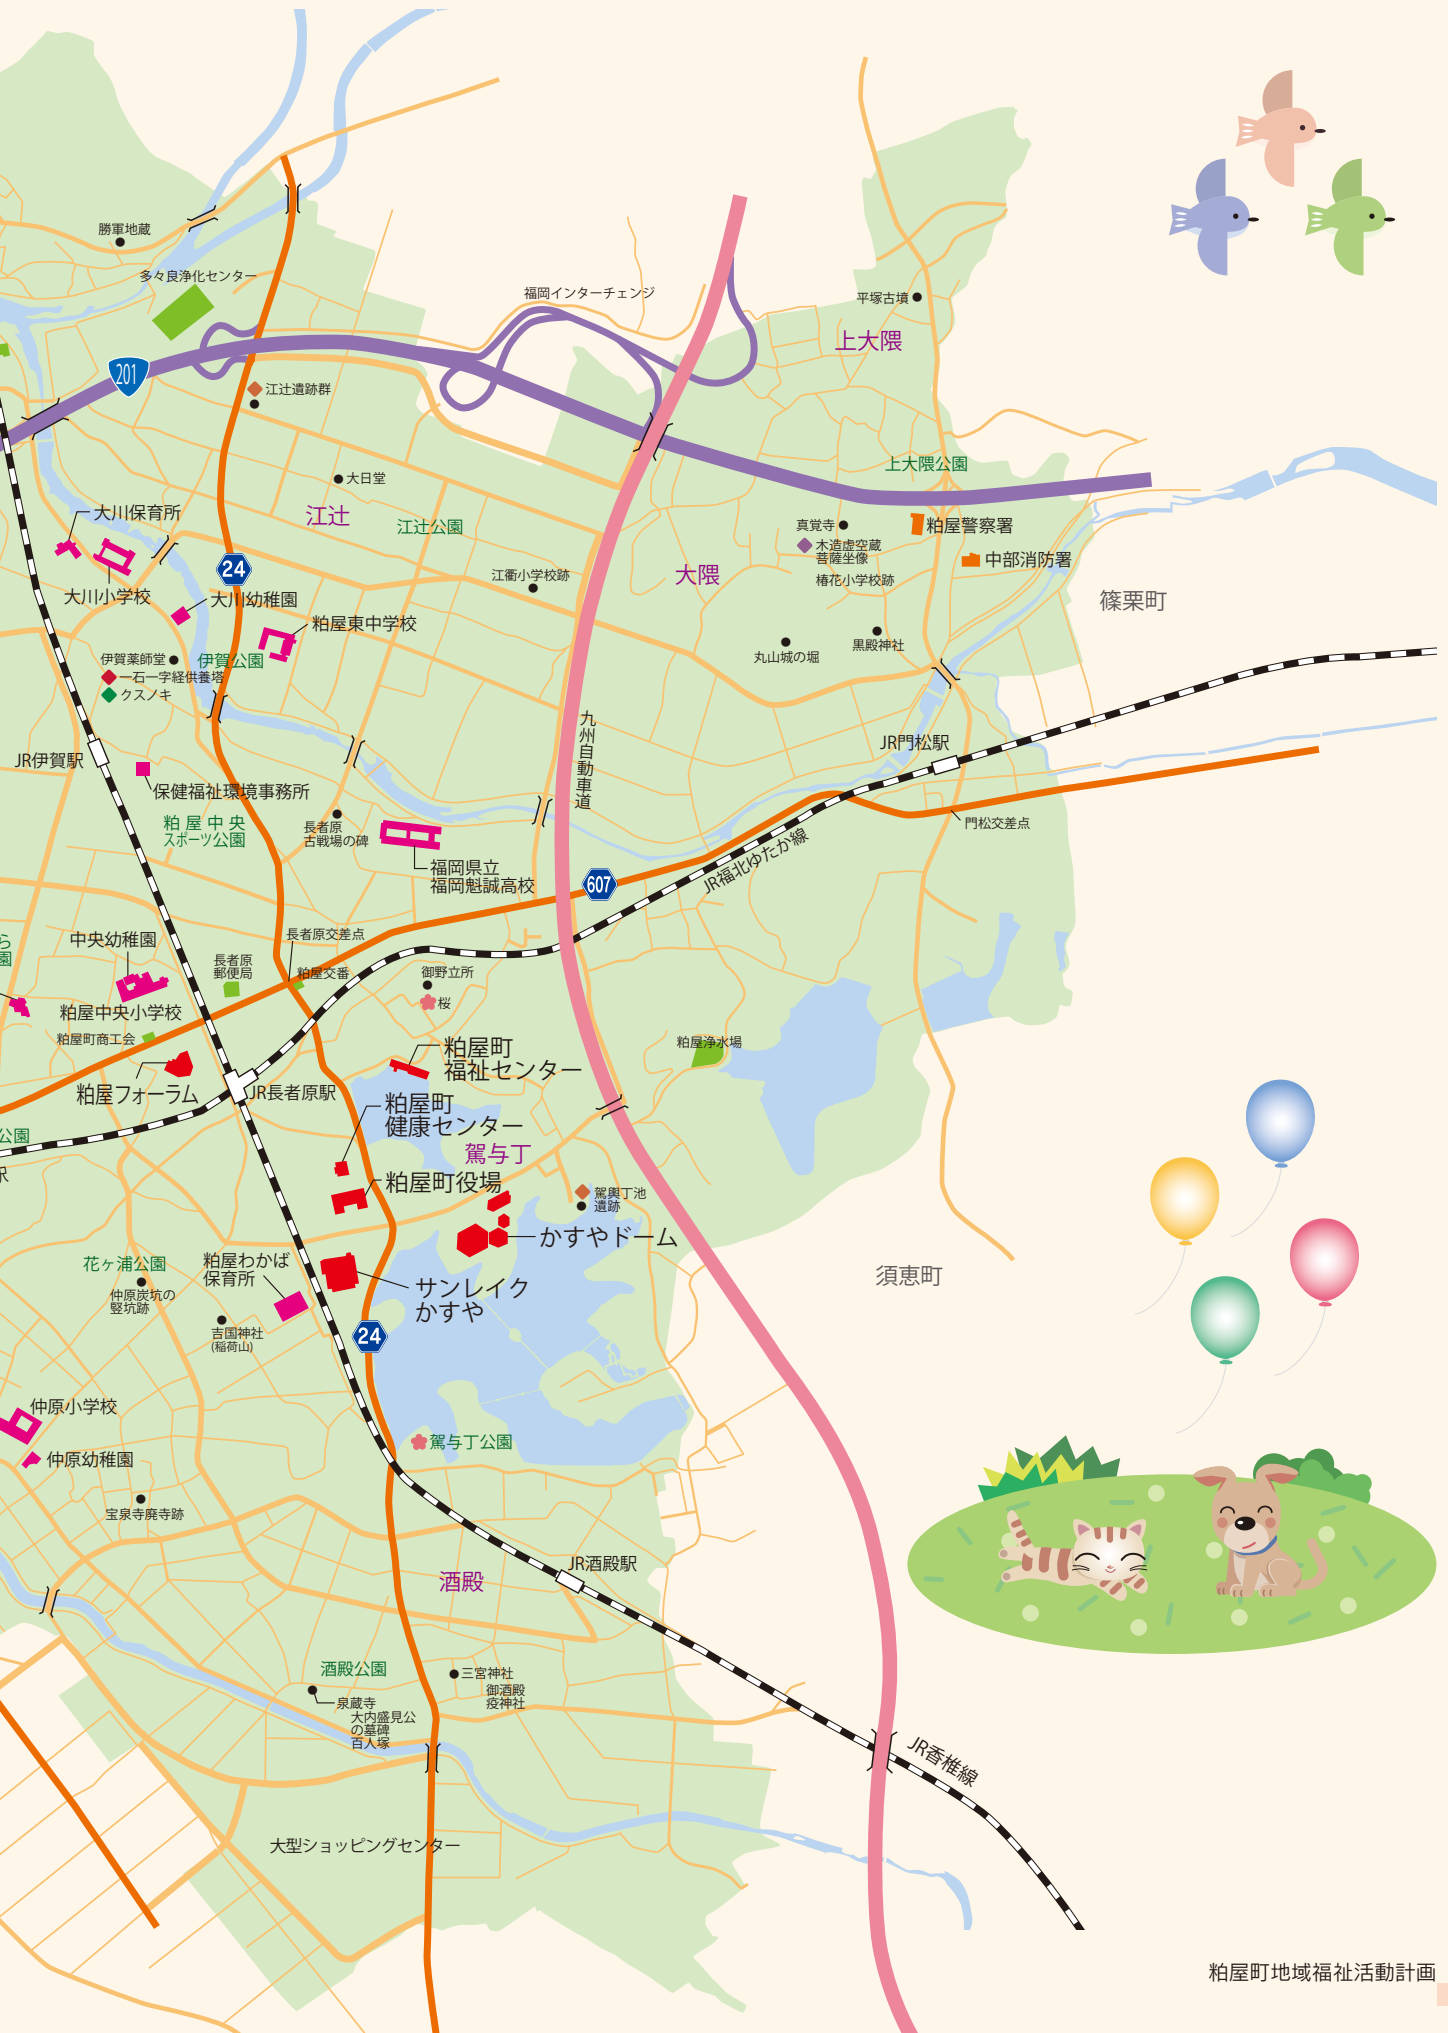 勝軍地蔵
多々良浄化センター
福岡インターチェンジ
平塚古墳
上大隈
201
江辻遺跡群
大日堂
江辻
江辻公園
上大隈公園
真覚寺
木造虚空蔵
菩薩坐像
椿花小学校跡
粕屋警察署
中部消防署
大川保育所
大川小学校
24
大川幼稚園
江衢小学校跡
大隈
篠栗町
粕屋東中学校
伊賀薬師堂
伊賀公園
一石一字経供養塔
クスノキ
丸山城の堀
黒殿神社
JR伊賀駅
九州自動車道
JR門松駅
保健福祉環境事務所
粕屋中央
スポーツ公園
長者原
古戦場の碑
門松交差点
福岡県立
福岡魁誠高校
607
JR福北ゆたか線
ら
園
中央幼稚園
長者原交差点
長者原
郵便局
粕屋交番
御野立所
桜
粕屋中央小学校
粕屋町商工会
粕屋町
福祉センター
粕屋浄水場
粕屋フォーラム
JR長者原駅
粕屋町
健康センター
公園
駕与丁
粕屋町役場
駕輿丁池
遺跡
かすやドーム
花ヶ浦公園
粕屋わかば
保育所
仲原炭坑の
竪坑跡
サンレイク
かすや
須恵町
吉国神社
(稲荷山)
24
仲原小学校
駕与丁公園
仲原幼稚園
宝泉寺廃寺跡
JR酒殿駅
酒殿
酒殿公園
三宮神社
御酒殿
疫神社
泉蔵寺
大内盛見公
の墓碑
百人塚
JR香椎線
大型ショッピングセンター
粕屋町地域福祉活動計画